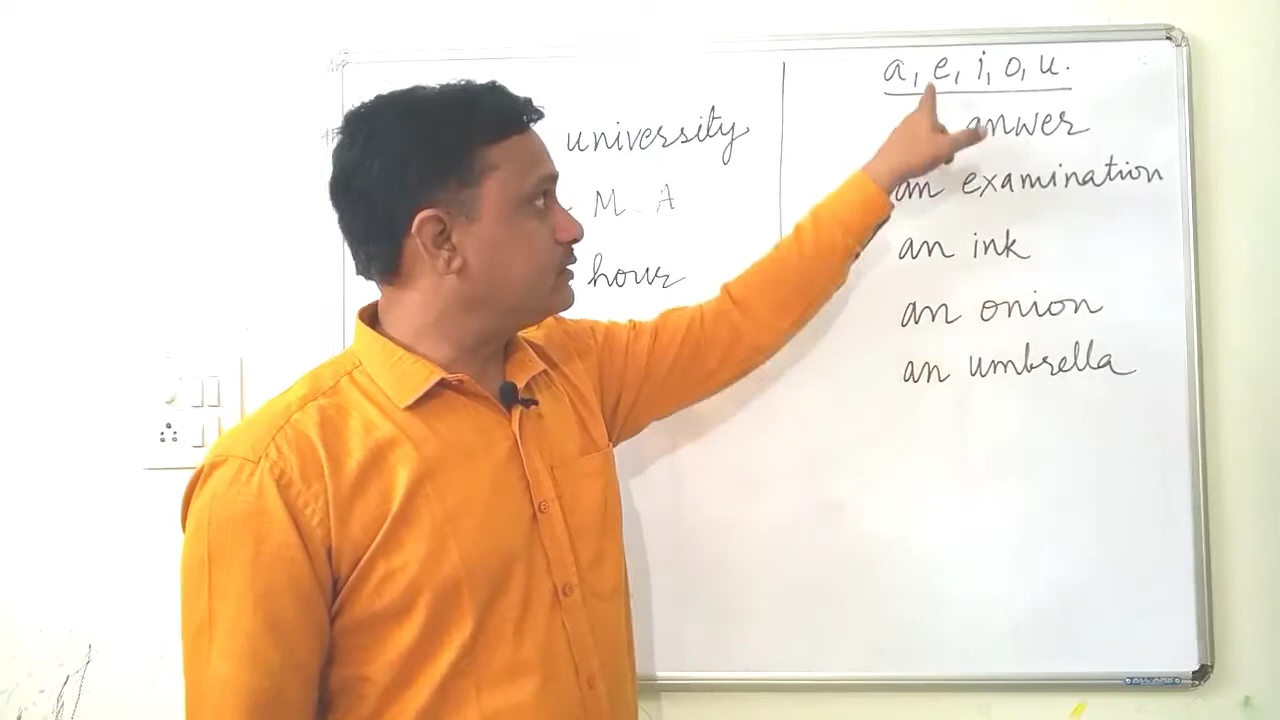 university
M. A
hour
a, e, i, o, u.
anwer
an examination
an ink
an onion
an umbrella